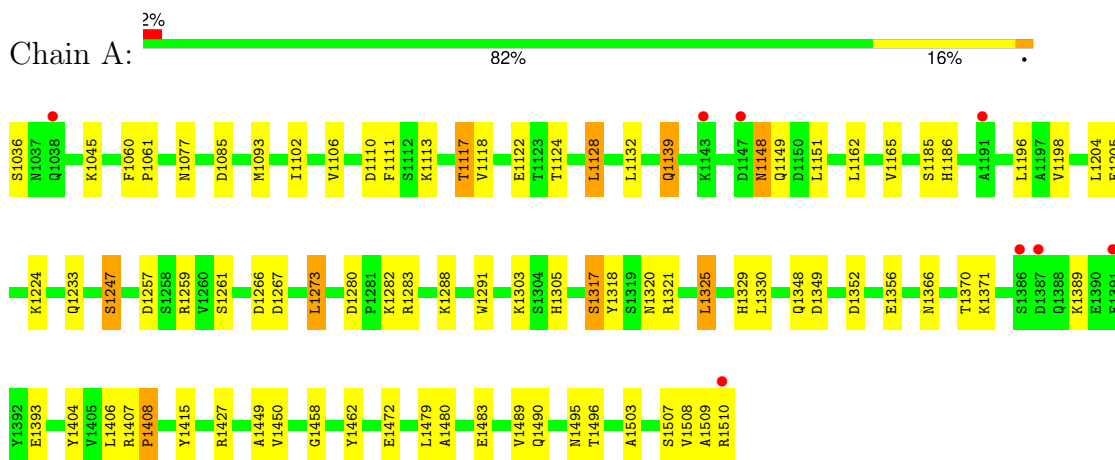 2%
Chain A:
82% 16% •
S1036 N1037 Q1038 K1045 F1060 P1061 N1077 D1085 M1093 I1102 V1106 D1110 F1111 S1112 K1113 T1117 V1118 E1122 T1123 T1124 L1128 L1132 Q1139 K1143 D1147 N1148 Q1149 D1150 L1151 L1162 V1165 S1185 H1186 A1191 L1196 A1197 V1198 L1204
K1224 Q1233 S1247 D1257 S1258 R1259 V1260 S1261 D1266 D1267 L1273 D1280 P1281 K1282 R1283 K1288 W1291 K1303 S1304 H1305 S1317 Y1318 S1319 N1320 R1321 L1325 H1329 L1330 Q1348 D1349 D1352 E1356 N1366 T1370 K1371 S1386 D1387 Q1388 K1389 E1390
Y1392 E1393 Y1404 V1405 L1406 R1407 P1408 Y1415 R1427 A1449 V1450 G1458 Y1462 E1472 L1479 A1480 E1483 V1489 Q1490 N1495 T1496 A1503 S1507 V1508 A1509 R1510